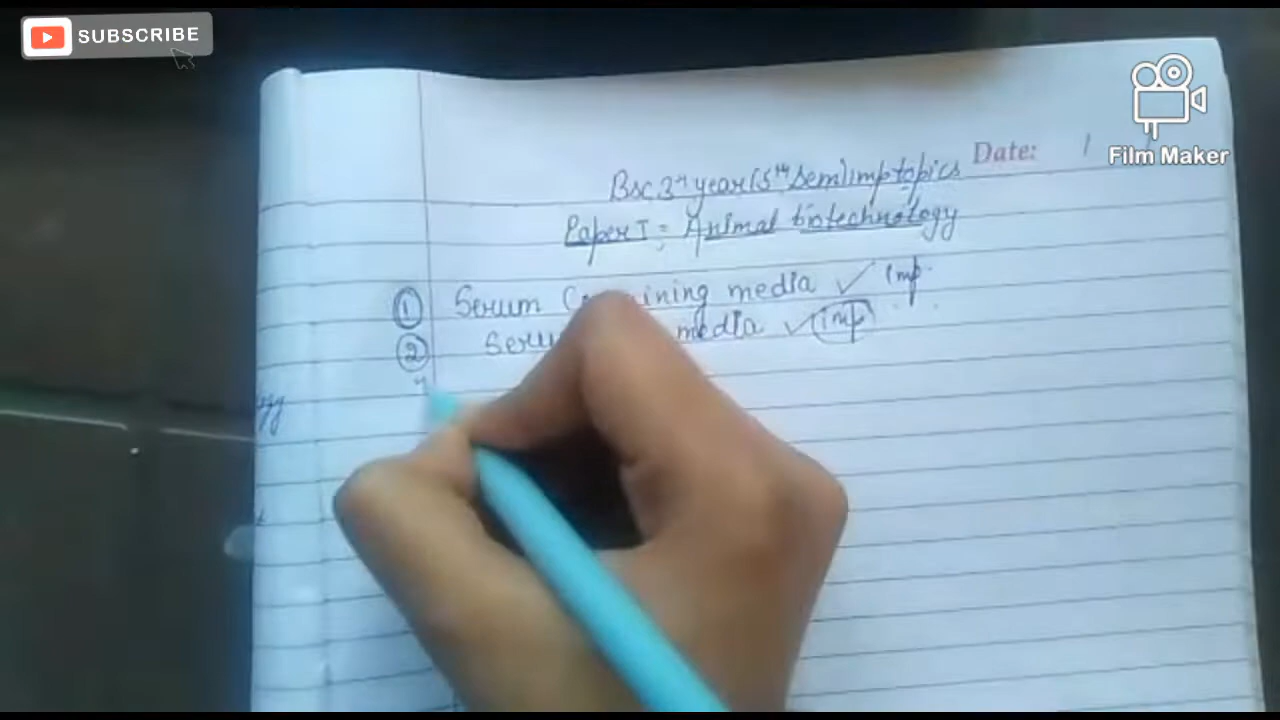 SUBSCRIBE
Film Maker
Date: / /
Bsc 3rd year (5th Sem) imp topics
Paper I = Animal biotechnology
① Serum media ✓ imp.
② media ✓ imp